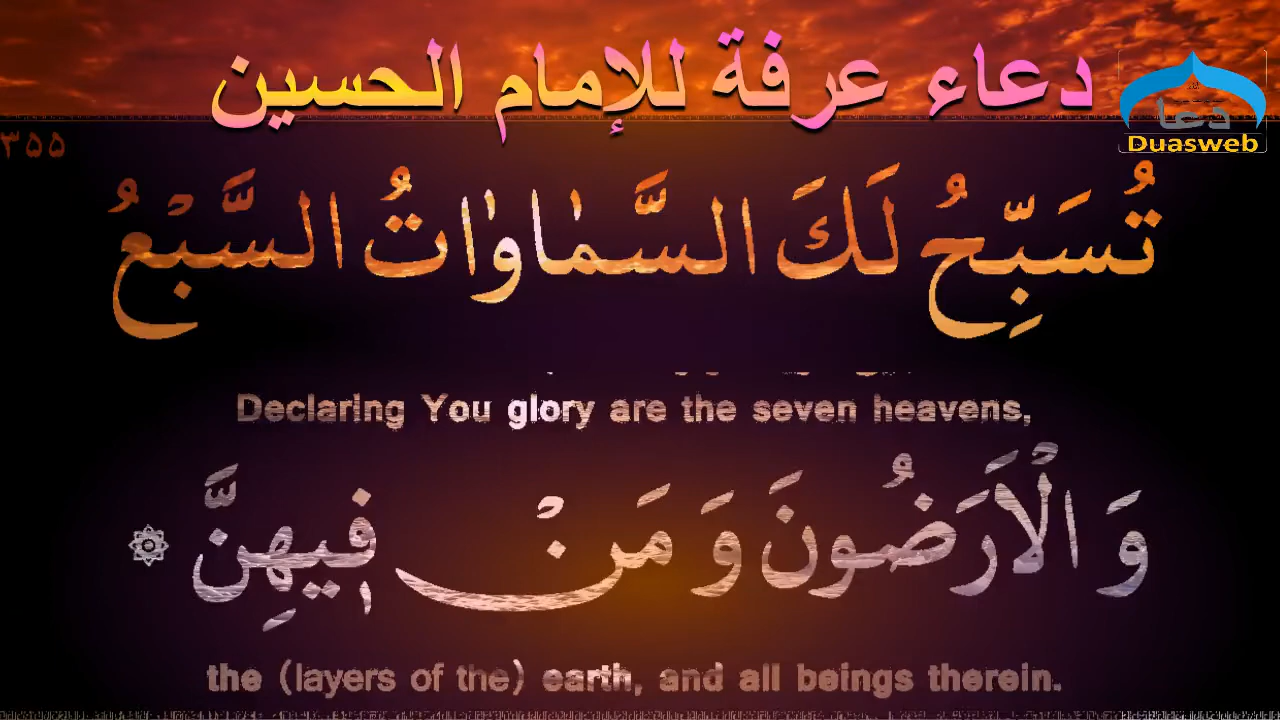 دعاء عرفة للإمام الحسين
دعا
Duasweb
٣٥٥
تُسَبِّحُ لَكَ السَّمٰاوٰاتُ السَّبْعُ
Declaring You glory are the seven heavens,
وَ الْاَرَضُونَ وَ مَنْ فِيهِنَّ
the (layers of the) earth, and all beings therein.